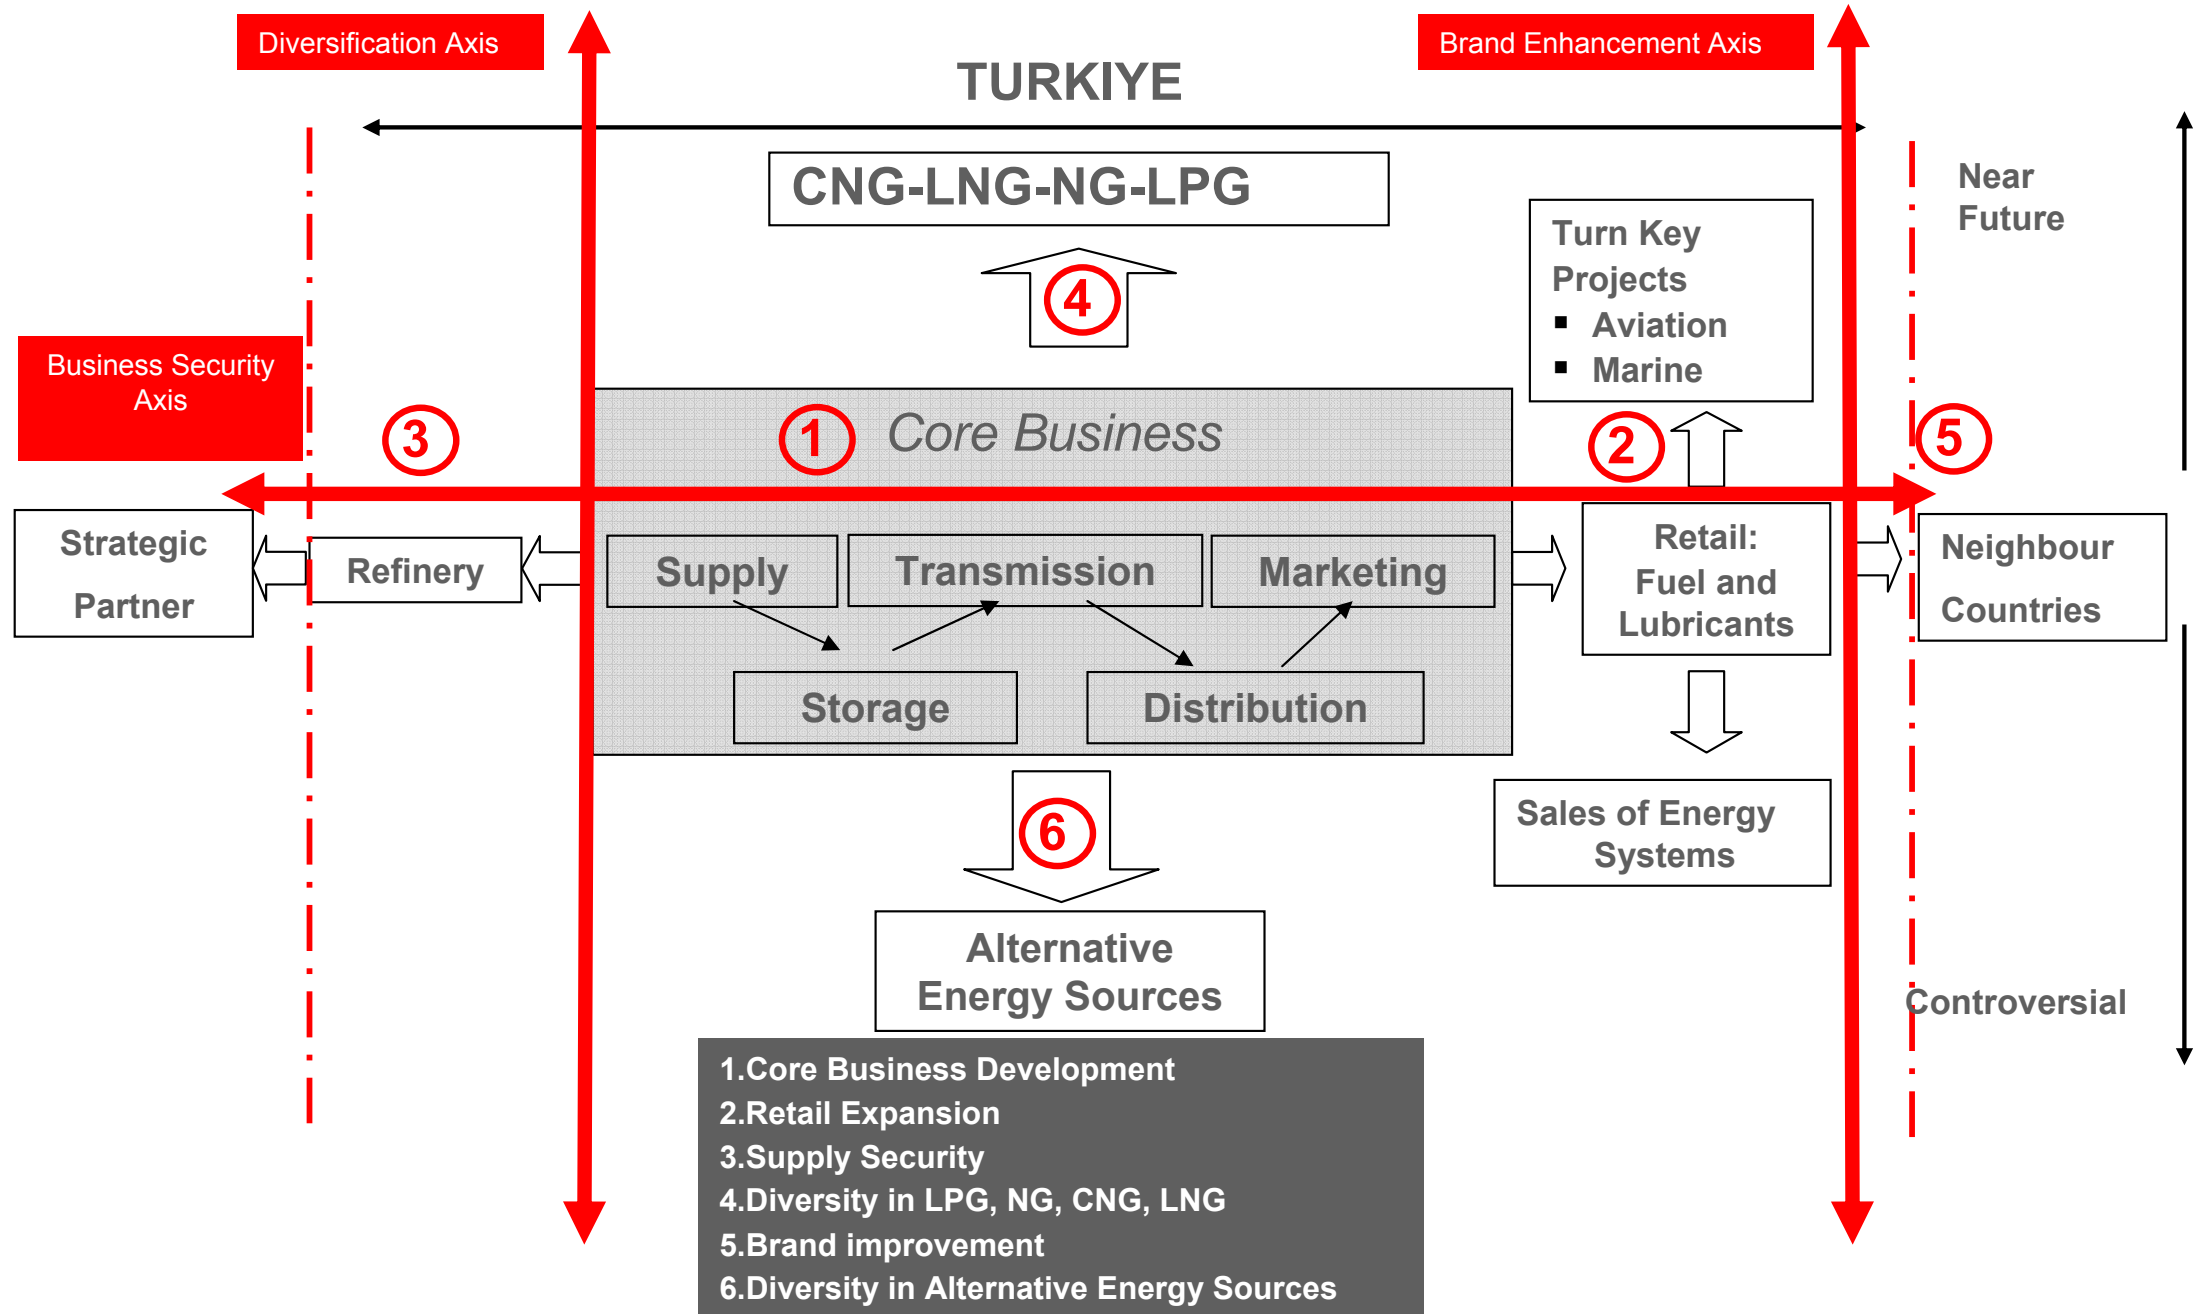 Diversification Axis
Brand Enhancement Axis
TURKIYE
CNG-LNG-NG-LPG
Near
Future
Turn Key
Projects
▪ Aviation
▪ Marine
4
Business Security
Axis
3
1
Core Business
2
5
Strategic
Partner
Refinery
Supply
Transmission
Marketing
Retail:
Fuel and
Lubricants
Neighbour
Countries
Storage
Distribution
6
Sales of Energy
Systems
Alternative
Energy Sources
Controversial
1.Core Business Development
2.Retail Expansion
3.Supply Security
4.Diversity in LPG, NG, CNG, LNG
5.Brand improvement
6.Diversity in Alternative Energy Sources